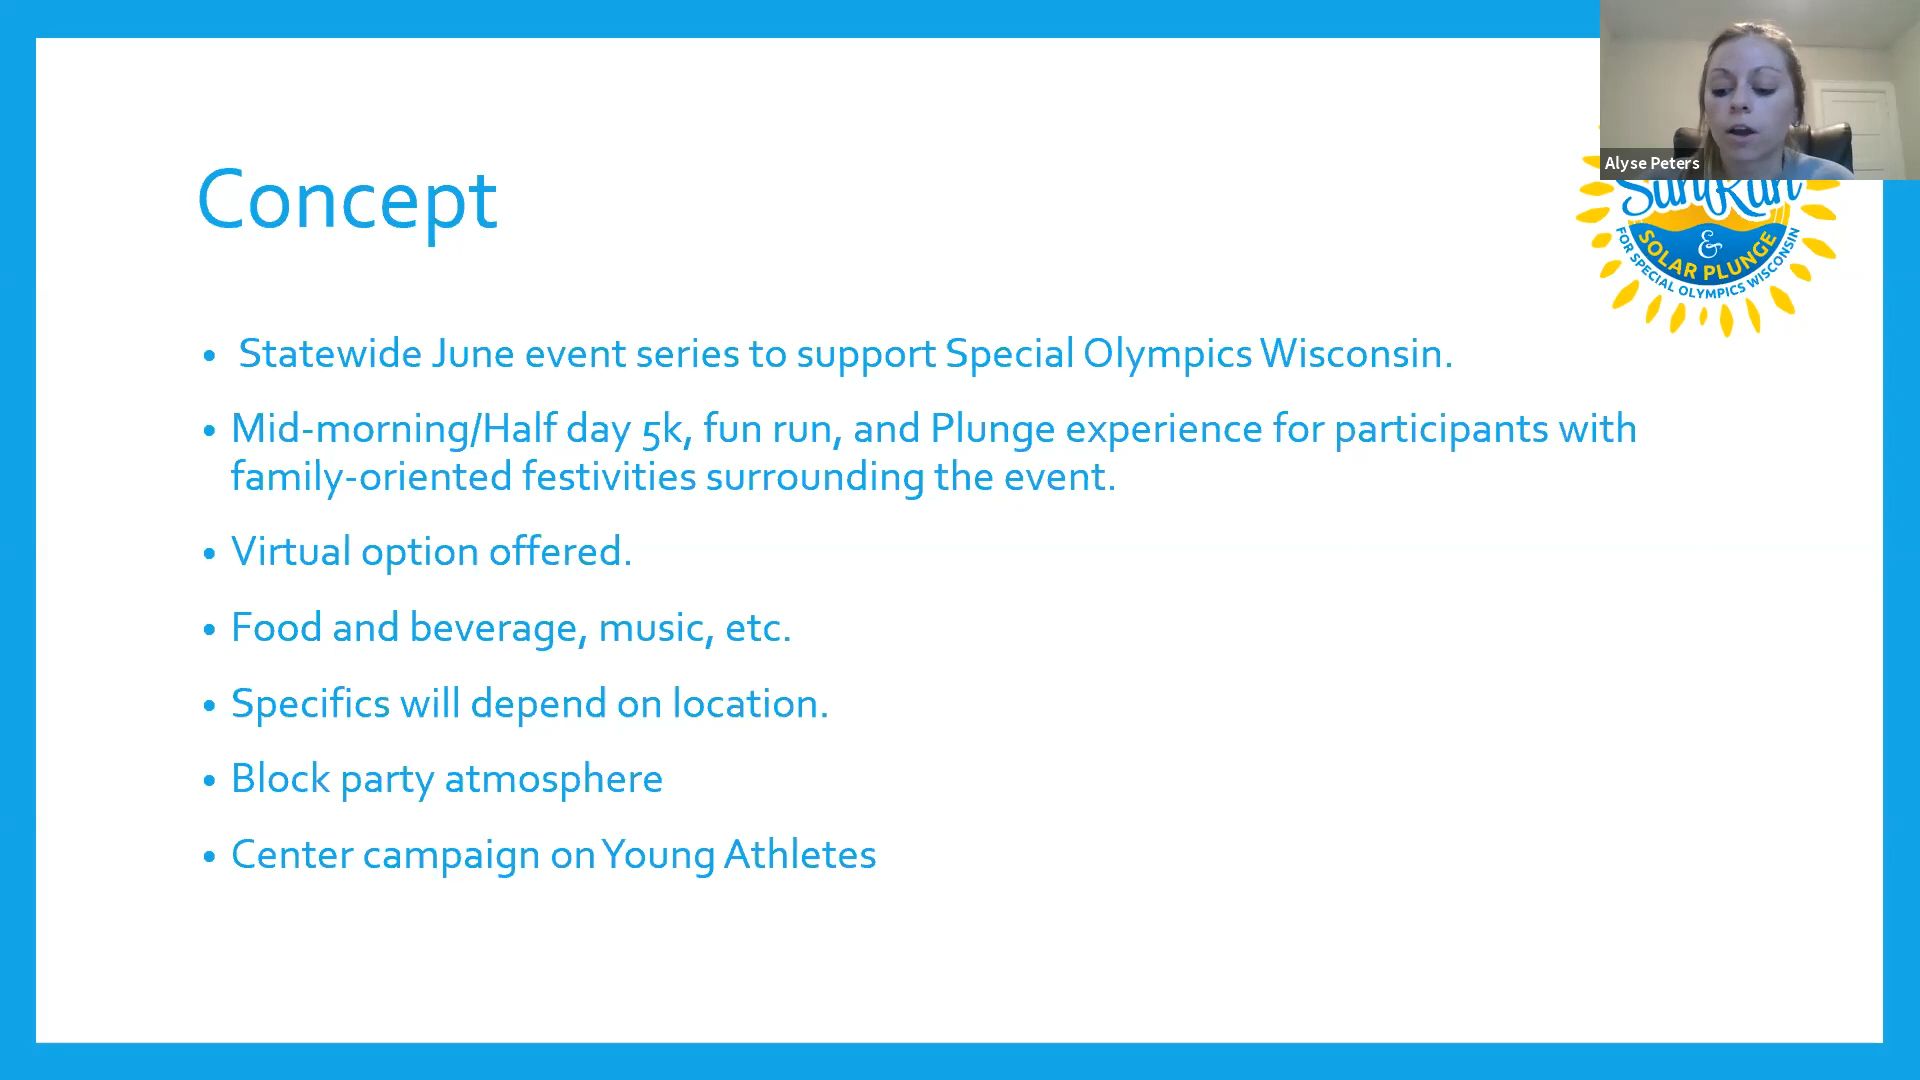 Alyse Peters
Concept
SunRun
&
SOLAR PLUNGE
FOR SPECIAL OLYMPICS WISCONSIN
• Statewide June event series to support Special Olympics Wisconsin.
• Mid-morning/Half day 5k, fun run, and Plunge experience for participants with
family-oriented festivities surrounding the event.
• Virtual option offered.
• Food and beverage, music, etc.
• Specifics will depend on location.
• Block party atmosphere
• Center campaign on Young Athletes